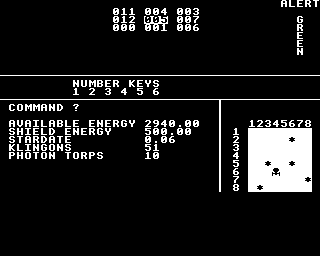 ALERT
011 004 003
012 005 007
000 001 006
GREEN
NUMBER KEYS
1 2 3 4 5 6
COMMAND ?
AVAILABLE ENERGY 2940.00
SHIELD ENERGY 500.00
STARDATE 0.06
KLINGONS 51
PHOTON TORPS 10
12345678
1
2
3
4
5
6
7
8